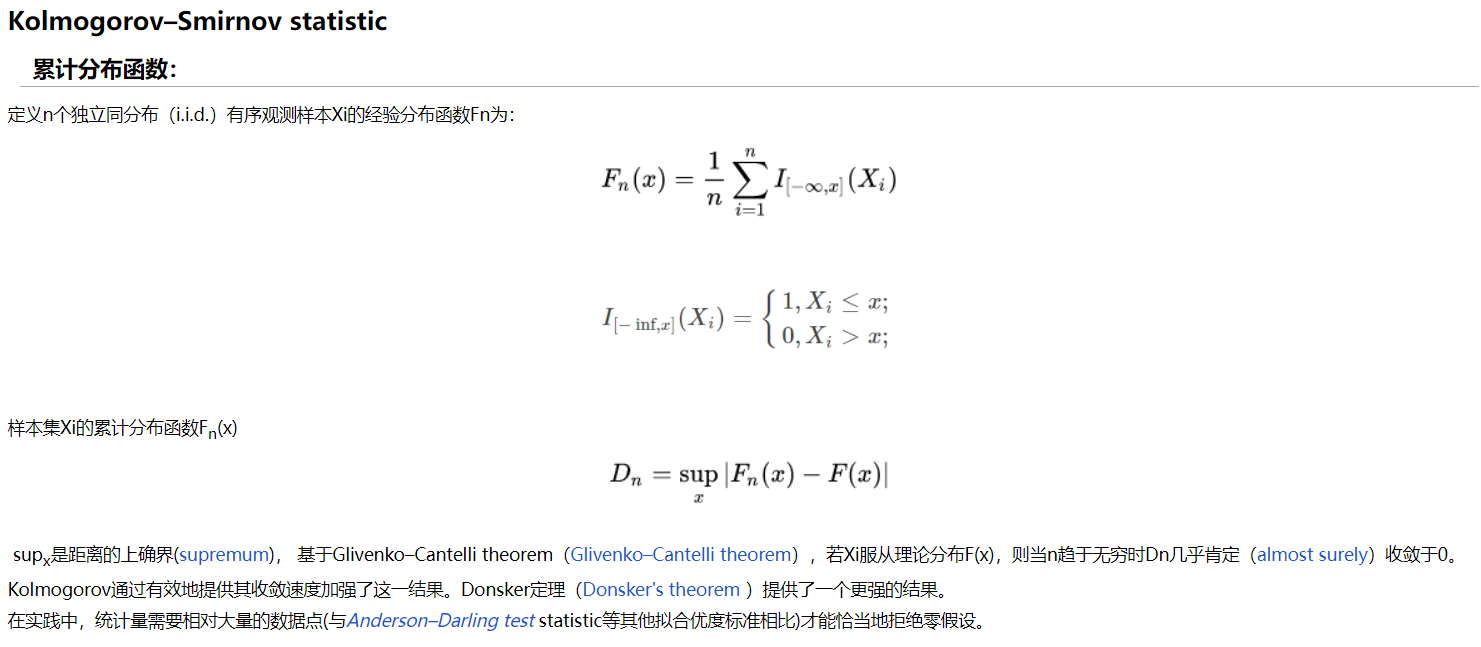 Kolmogorov–Smirnov statistic
累计分布函数：
定义n个独立同分布（i.i.d.）有序观测样本Xi的经验分布函数Fn为：
$F_n(x) = \frac{1}{n} \sum_{i=1}^{n} I_{[-\infty,x]}(X_i)$
$I_{[-\inf,x]}(X_i) = \begin{cases} 1, X_i \leq x; \\ 0, X_i > x; \end{cases}$
样本集Xi的累计分布函数F_n(x)
$D_n = \sup_x |F_n(x) - F(x)|$
sup_x是距离的上确界(supremum)， 基于Glivenko–Cantelli theorem（Glivenko–Cantelli theorem），若Xi服从理论分布F(x)，则当n趋于无穷时Dn几乎肯定（almost surely）收敛于0。
Kolmogorov通过有效地提供其收敛速度加强了这一结果。Donsker定理（Donsker's theorem ）提供了一个更强的结果。
在实践中，统计量需要相对大量的数据点(与Anderson–Darling test statistic等其他拟合优度标准相比)才能恰当地拒绝零假设。